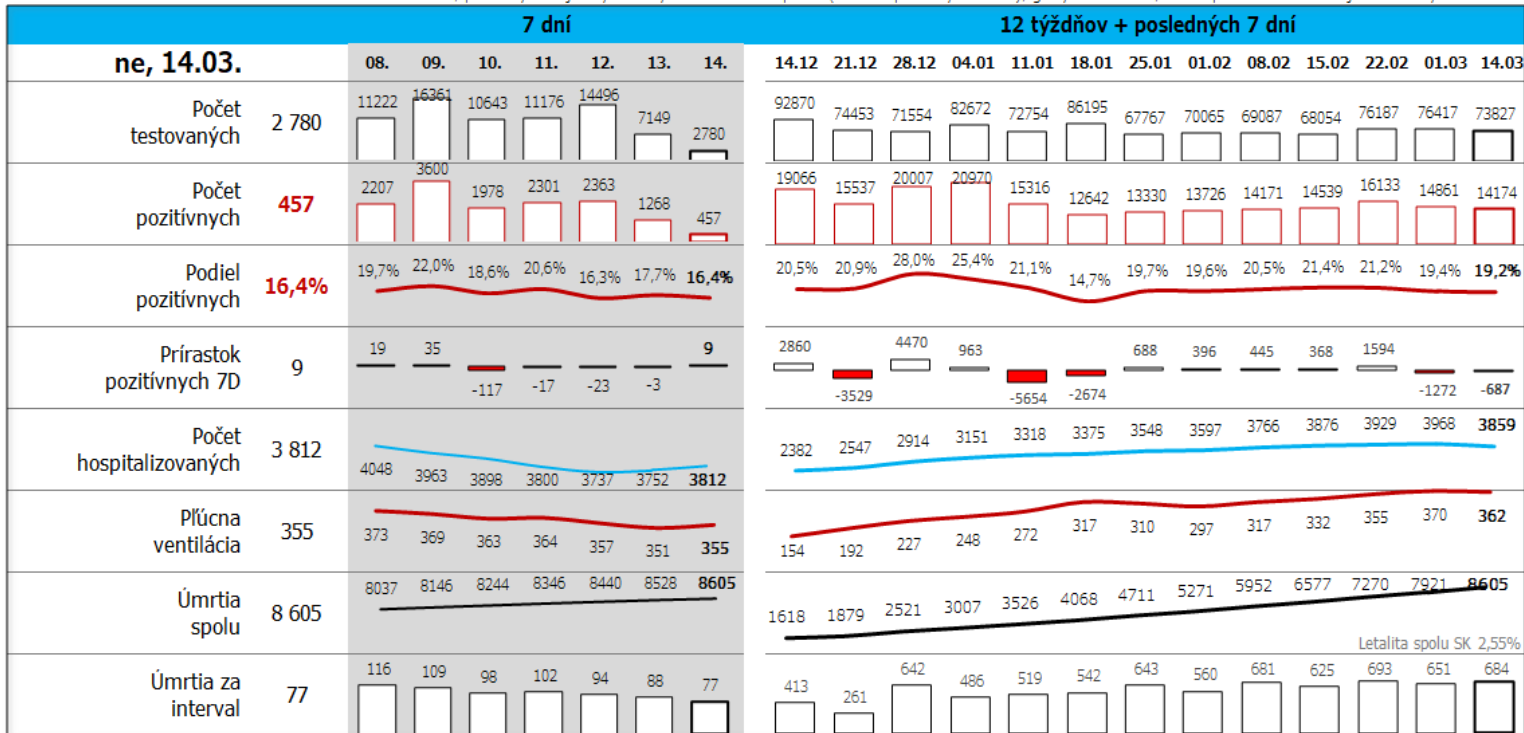 7 dní 12 týždňov + posledných 7 dní
ne, 14.03. 08. 09. 10. 11. 12. 13. 14. 14.12 21.12 28.12 04.01 11.01 18.01 25.01 01.02 08.02 15.02 22.02 01.03 14.03
Počet testovaných 2 780 11222 16361 10643 11176 14496 7149 2780 92870 74453 71554 82672 72754 86195 67767 70065 69087 68054 76187 76417 73827
Počet pozitívnych 457 2207 3600 1978 2301 2363 1268 457 19066 15537 20007 20970 15316 12642 13330 13726 14171 14539 16133 14861 14174
Podiel pozitívnych 16,4% 19,7% 22,0% 18,6% 20,6% 16,3% 17,7% 16,4% 20,5% 20,9% 28,0% 25,4% 21,1% 14,7% 19,7% 19,6% 20,5% 21,4% 21,2% 19,4% 19,2%
Prírastok pozitívnych 7D 9 19 35 -117 -17 -23 -3 9 2860 -3529 4470 963 -5654 -2674 688 396 445 368 1594 -1272 -687
Počet hospitalizovaných 3 812 4048 3963 3898 3800 3737 3752 3812 2382 2547 2914 3151 3318 3375 3548 3597 3766 3876 3929 3968 3859
Pľúcna ventilácia 355 373 369 363 364 357 351 355 154 192 227 248 272 317 310 297 317 332 355 370 362
Úmrtia spolu 8 605 8037 8146 8244 8346 8440 8528 8605 1618 1879 2521 3007 3526 4068 4711 5271 5952 6577 7270 7921 8605
Letalita spolu SK 2,55%
Úmrtia za interval 77 116 109 98 102 94 88 77 413 261 642 486 519 542 643 560 681 625 693 651 684